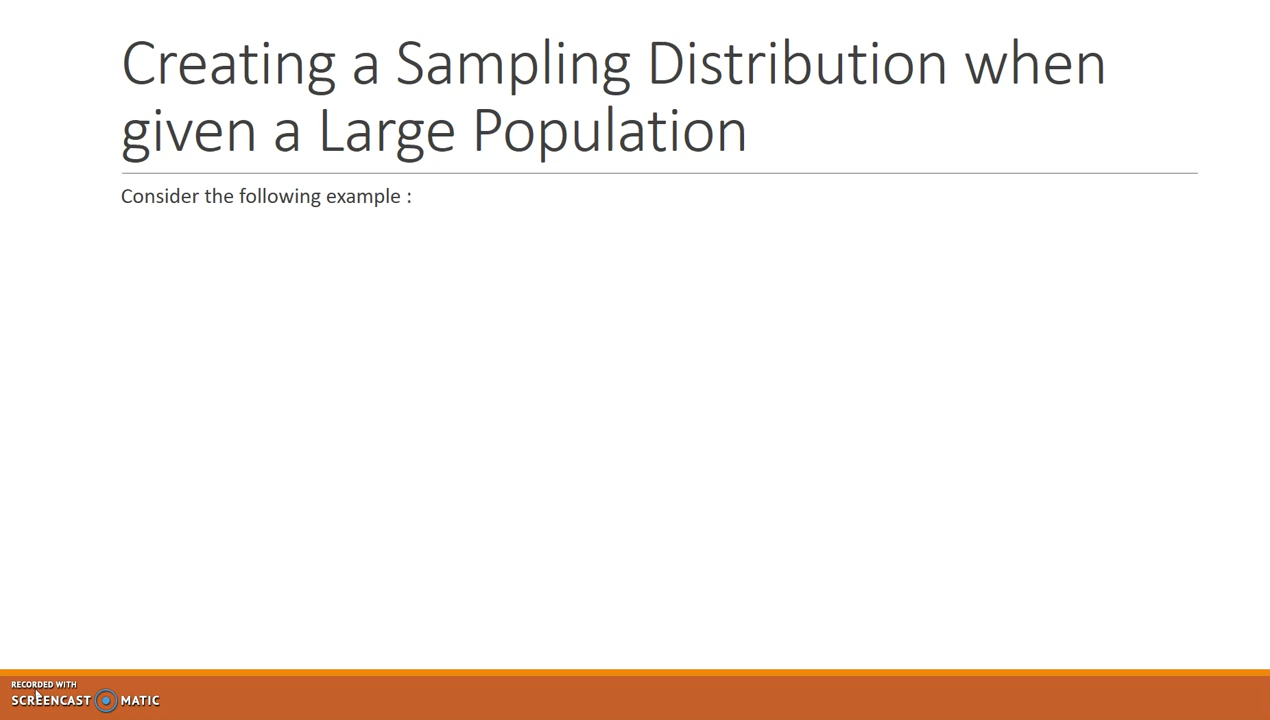 Creating a Sampling Distribution when
given a Large Population
Consider the following example :
RECORDED WITH
SCREENCAST MATIC